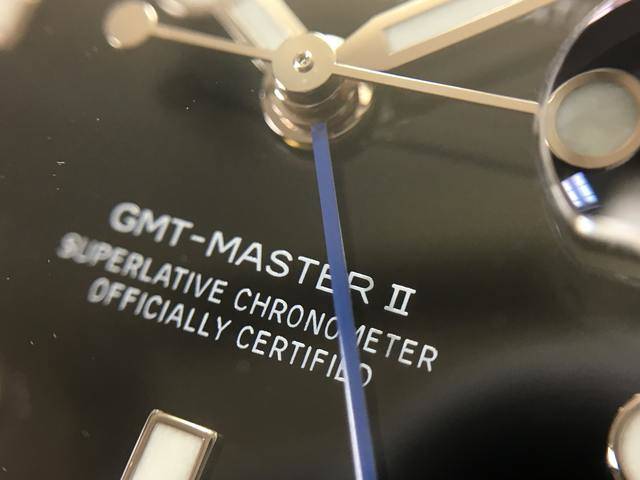 GMT-MASTER II
SUPERLATIVE CHRONOMETER
OFFICIALLY CERTIFIED